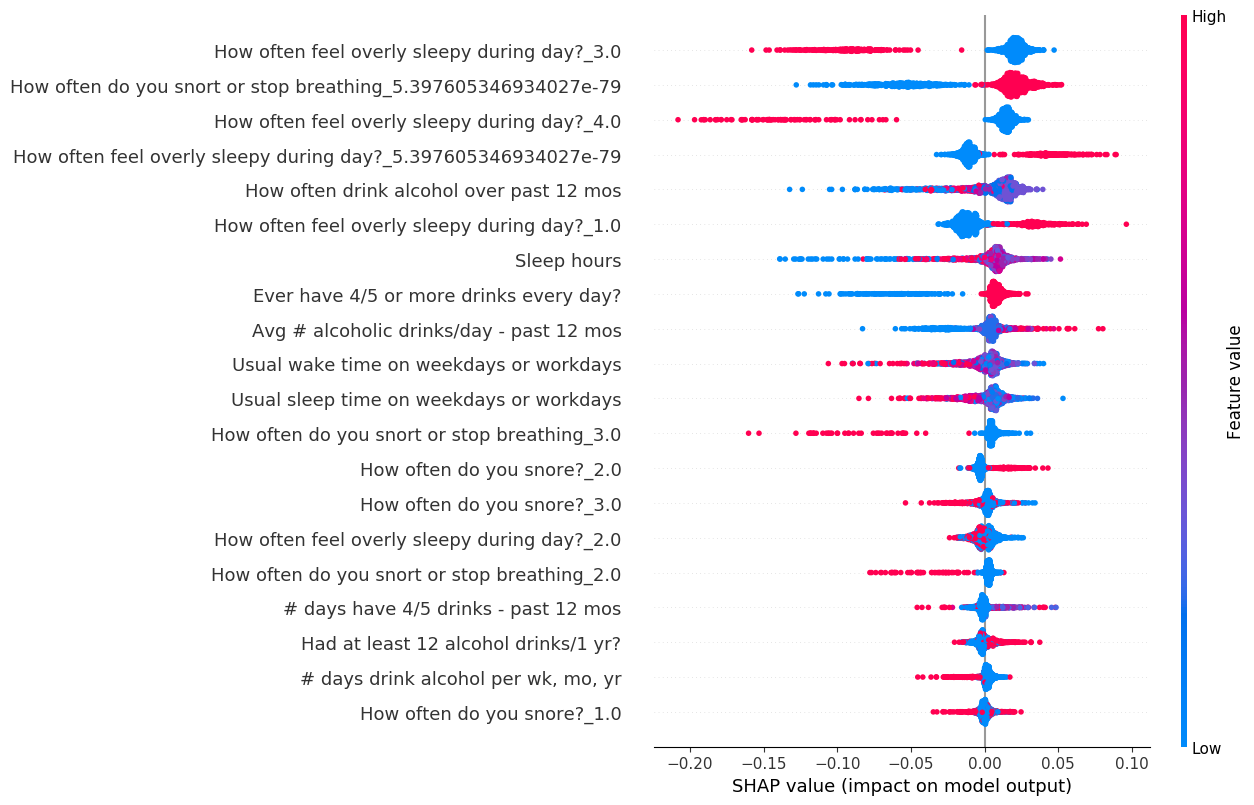 High
How often feel overly sleepy during day?_3.0
How often do you snort or stop breathing_5.397605346934027e-79
How often feel overly sleepy during day?_4.0
How often feel overly sleepy during day?_5.397605346934027e-79
How often drink alcohol over past 12 mos
How often feel overly sleepy during day?_1.0
Sleep hours
Ever have 4/5 or more drinks every day?
Avg # alcoholic drinks/day - past 12 mos
Usual wake time on weekdays or workdays
Usual sleep time on weekdays or workdays
How often do you snort or stop breathing_3.0
How often do you snore?_2.0
How often do you snore?_3.0
How often feel overly sleepy during day?_2.0
How often do you snort or stop breathing_2.0
# days have 4/5 drinks - past 12 mos
Had at least 12 alcohol drinks/1 yr?
# days drink alcohol per wk, mo, yr
How often do you snore?_1.0
Feature value
Low
−0.20 −0.15 −0.10 −0.05 0.00 0.05 0.10
SHAP value (impact on model output)